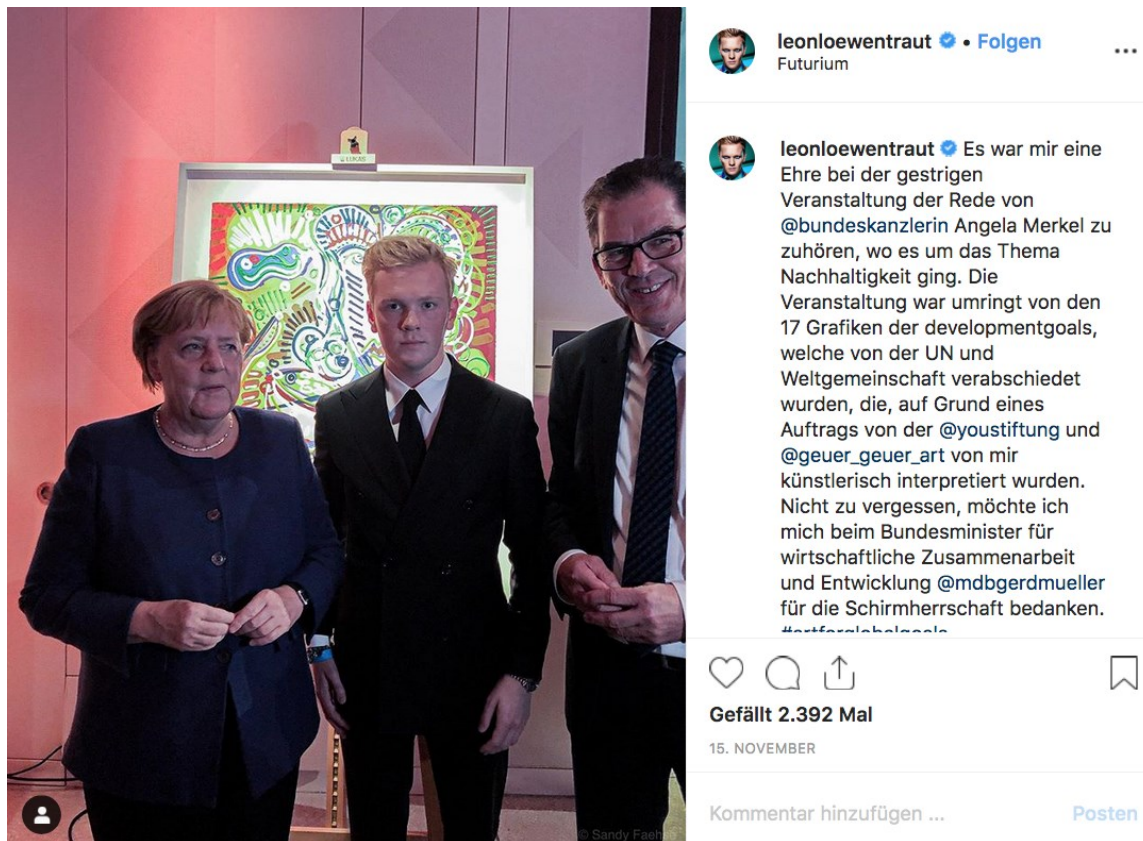 LUKAS
© Sandy Faehse
leonloewentraut • Folgen
Futurium
leonloewentraut Es war mir eine
Ehre bei der gestrigen
Veranstaltung der Rede von
@bundeskanzlerin Angela Merkel zu
zuhören, wo es um das Thema
Nachhaltigkeit ging. Die
Veranstaltung war umringt von den
17 Grafiken der developmentgoals,
welche von der UN und
Weltgemeinschaft verabschiedet
wurden, die, auf Grund eines
Auftrags von der @youstiftung und
@geuer_geuer_art von mir
künstlerisch interpretiert wurden.
Nicht zu vergessen, möchte ich
mich beim Bundesminister für
wirtschaftliche Zusammenarbeit
und Entwicklung @mdbgerdmueller
für die Schirmherrschaft bedanken.
#artforglobalgoals
Gefällt 2.392 Mal
15. NOVEMBER
Kommentar hinzufügen ...
Posten